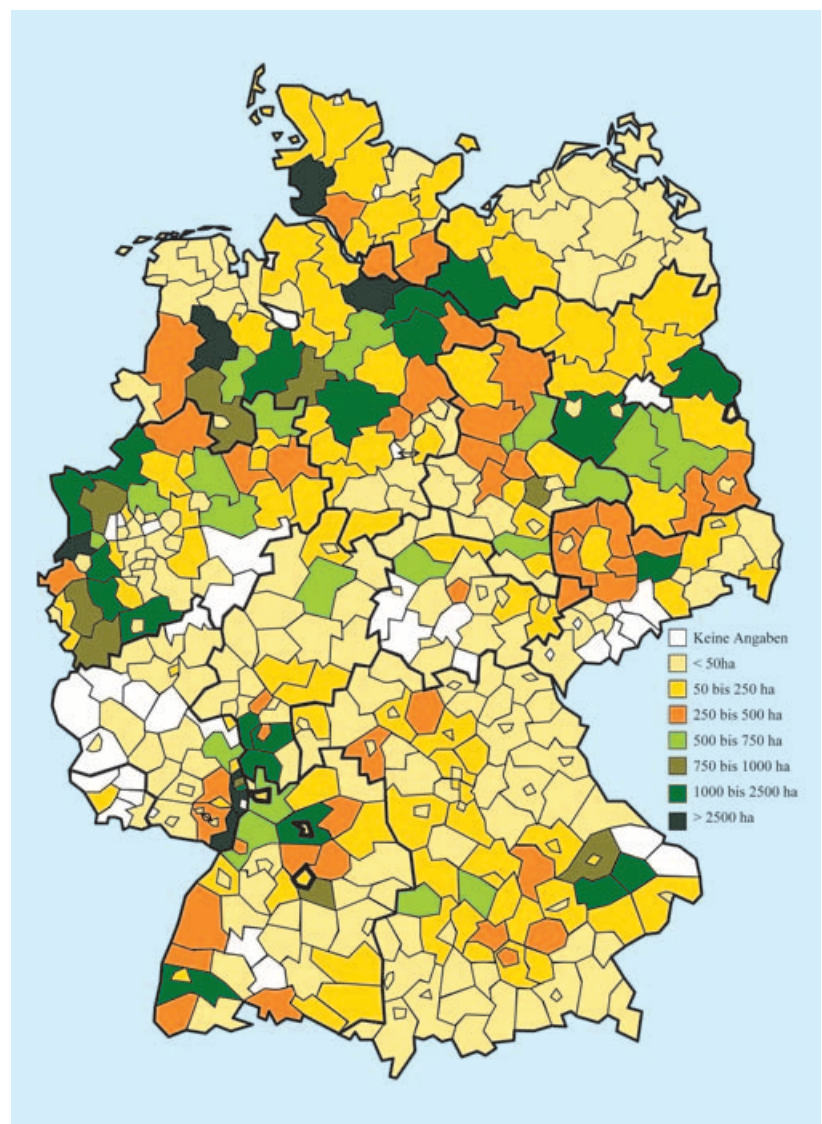 Keine Angaben
< 50ha
50 bis 250 ha
250 bis 500 ha
500 bis 750 ha
750 bis 1000 ha
1000 bis 2500 ha
> 2500 ha